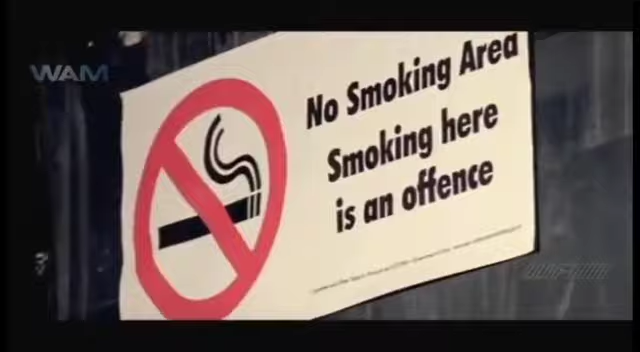 WAM
No Smoking Area
Smoking here
is an offence